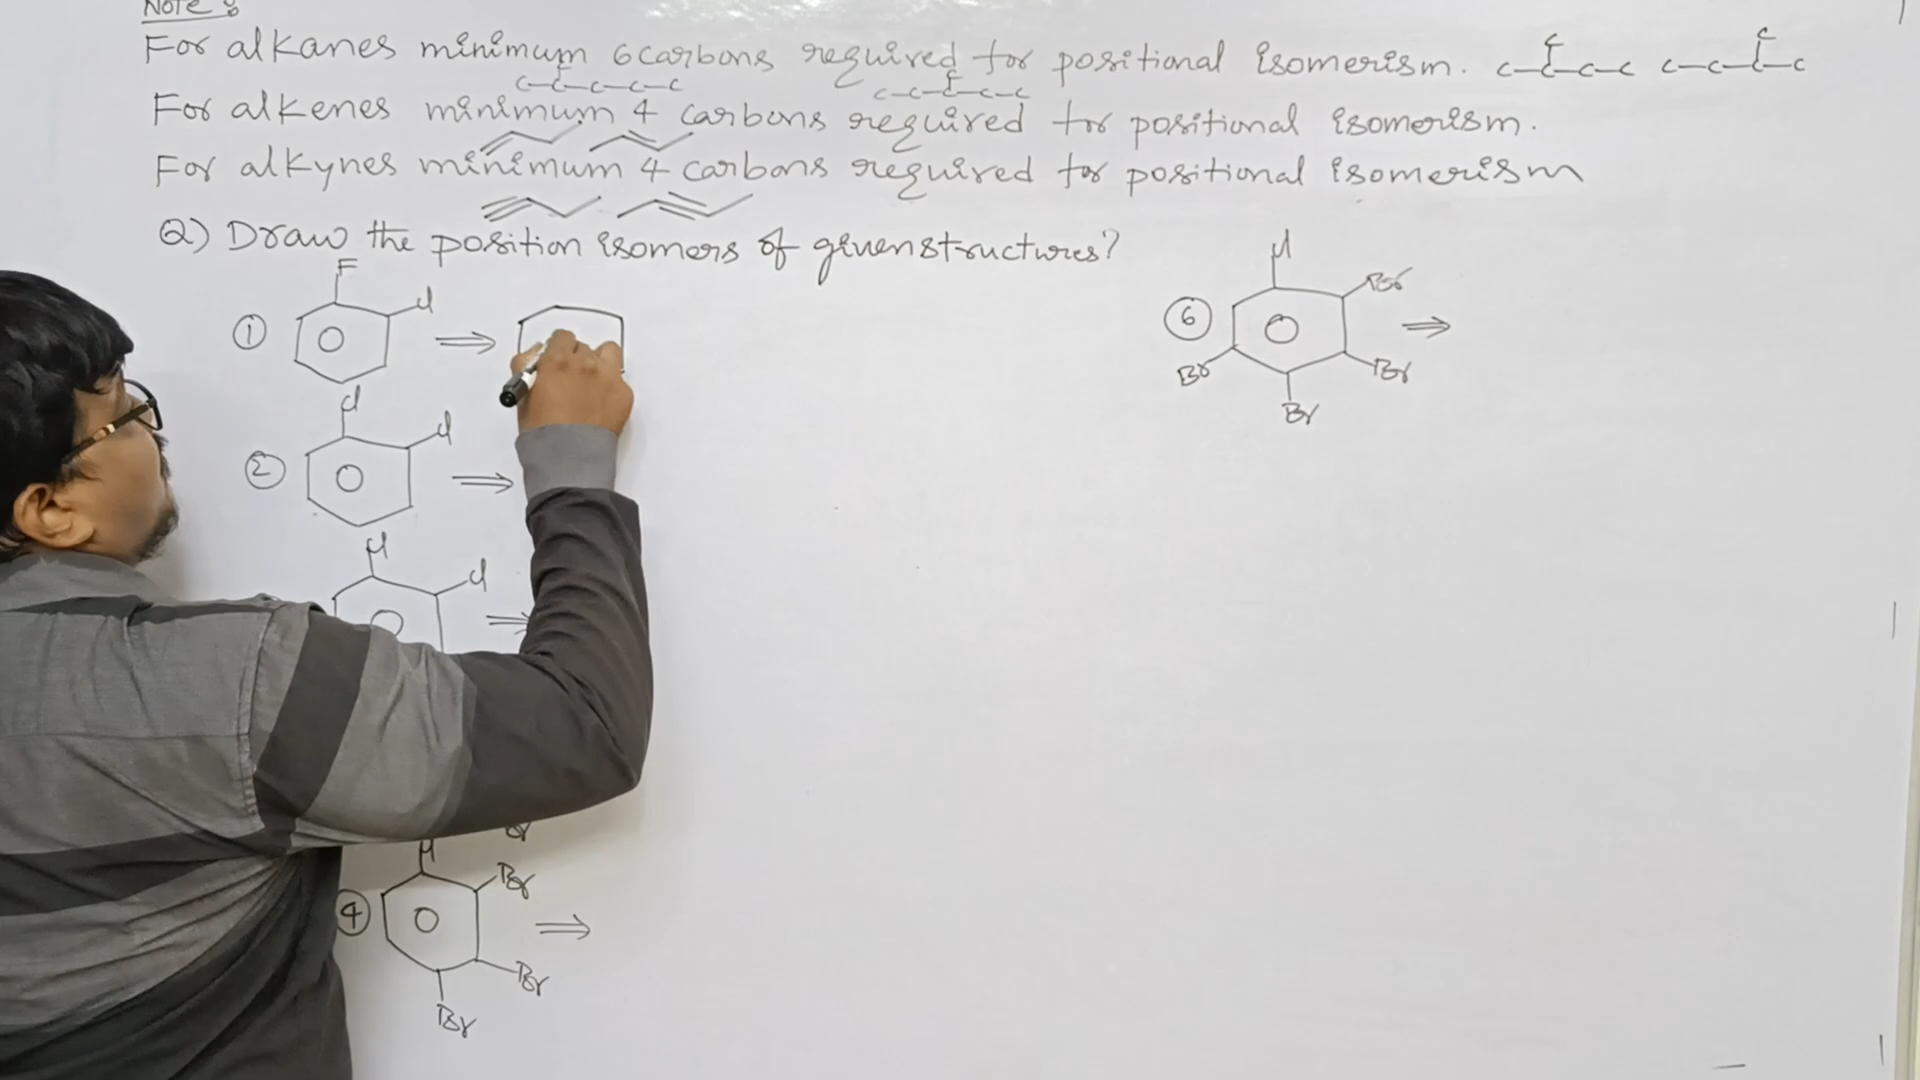 Note :
For alkanes minimum 6 carbons required for positional isomerism. C-C-C-C C-C-C-C
C C
C-C-C-C-C C-C-C-C-C
C C
For alkenes minimum 4 carbons required for positional isomerism.
For alkynes minimum 4 carbons required for positional isomerism
Q) Draw the position isomers of given structures?
① F Cl ⇒
② Cl Cl ⇒
Cl Cl ⇒
Br
④ Cl Br Br Br ⇒
⑥ Cl Br Br Br Br ⇒